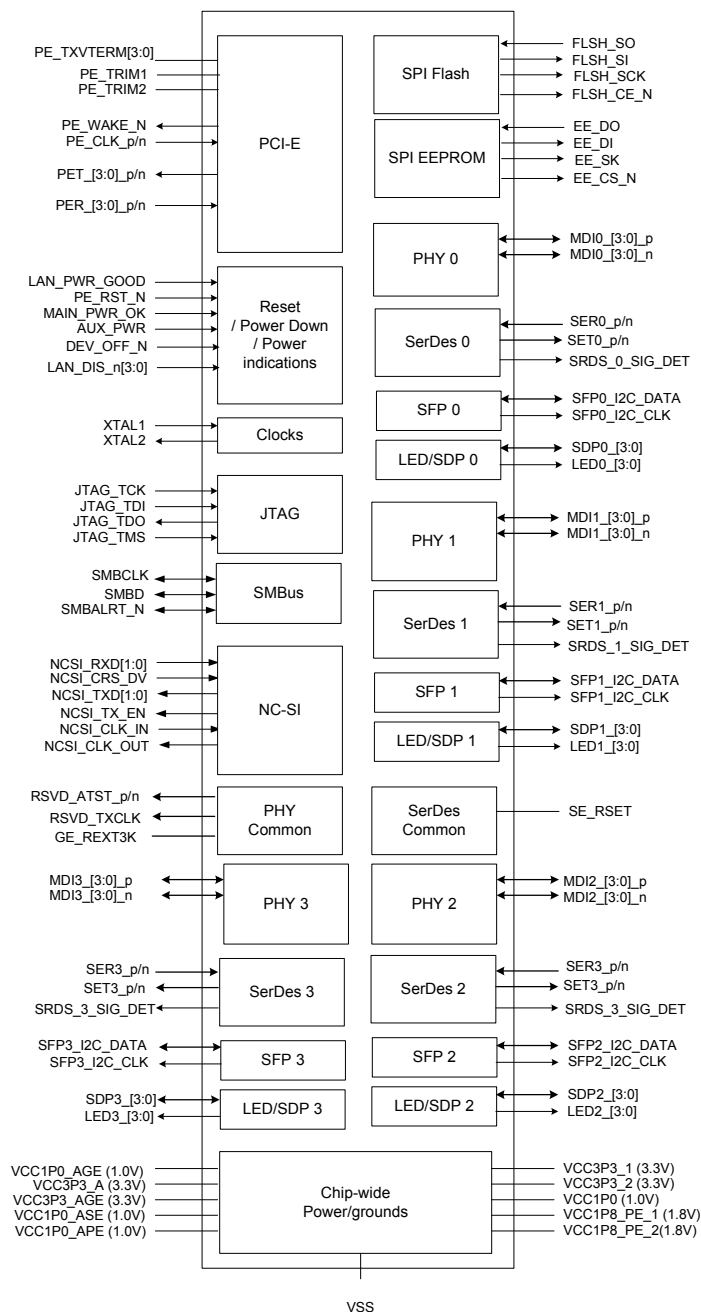 PE_TXVTERM[3:0]
PE_TRIM1
PE_TRIM2
PE_WAKE_N
PE_CLK_p/n
PET_[3:0]_p/n
PER_[3:0]_p/n
PCI-E
SPI Flash
FLSH_SO
FLSH_SI
FLSH_SCK
FLSH_CE_N
SPI EEPROM
EE_DO
EE_DI
EE_SK
EE_CS_N
PHY 0
MDI0_[3:0]_p
MDI0_[3:0]_n
LAN_PWR_GOOD
PE_RST_N
MAIN_PWR_OK
AUX_PWR
DEV_OFF_N
LAN_DIS_n[3:0]
Reset
/ Power Down
/ Power
indications
SerDes 0
SER0_p/n
SET0_p/n
SRDS_0_SIG_DET
SFP 0
SFP0_I2C_DATA
SFP0_I2C_CLK
XTAL1
XTAL2
Clocks
LED/SDP 0
SDP0_[3:0]
LED0_[3:0]
JTAG_TCK
JTAG_TDI
JTAG_TDO
JTAG_TMS
JTAG
PHY 1
MDI1_[3:0]_p
MDI1_[3:0]_n
SMBCLK
SMBD
SMBALRT_N
SMBus
SerDes 1
SER1_p/n
SET1_p/n
SRDS_1_SIG_DET
NCSI_RXD[1:0]
NCSI_CRS_DV
NCSI_TXD[1:0]
NCSI_TX_EN
NCSI_CLK_IN
NCSI_CLK_OUT
NC-SI
SFP 1
SFP1_I2C_DATA
SFP1_I2C_CLK
LED/SDP 1
SDP1_[3:0]
LED1_[3:0]
RSVD_ATST_p/n
RSVD_TXCLK
GE_REXT3K
PHY
Common
SerDes
Common
SE_RSET
MDI3_[3:0]_p
MDI3_[3:0]_n
PHY 3
PHY 2
MDI2_[3:0]_p
MDI2_[3:0]_n
SER3_p/n
SET3_p/n
SRDS_3_SIG_DET
SerDes 3
SerDes 2
SER3_p/n
SET3_p/n
SRDS_3_SIG_DET
SFP3_I2C_DATA
SFP3_I2C_CLK
SFP 3
SFP 2
SFP2_I2C_DATA
SFP2_I2C_CLK
SDP3_[3:0]
LED3_[3:0]
LED/SDP 3
LED/SDP 2
SDP2_[3:0]
LED2_[3:0]
VCC1P0_AGE (1.0V)
VCC3P3_A (3.3V)
VCC3P3_AGE (3.3V)
VCC1P0_ASE (1.0V)
VCC1P0_APE (1.0V)
Chip-wide
Power/grounds
VCC3P3_1 (3.3V)
VCC3P3_2 (3.3V)
VCC1P0 (1.0V)
VCC1P8_PE_1 (1.8V)
VCC1P8_PE_2(1.8V)
VSS